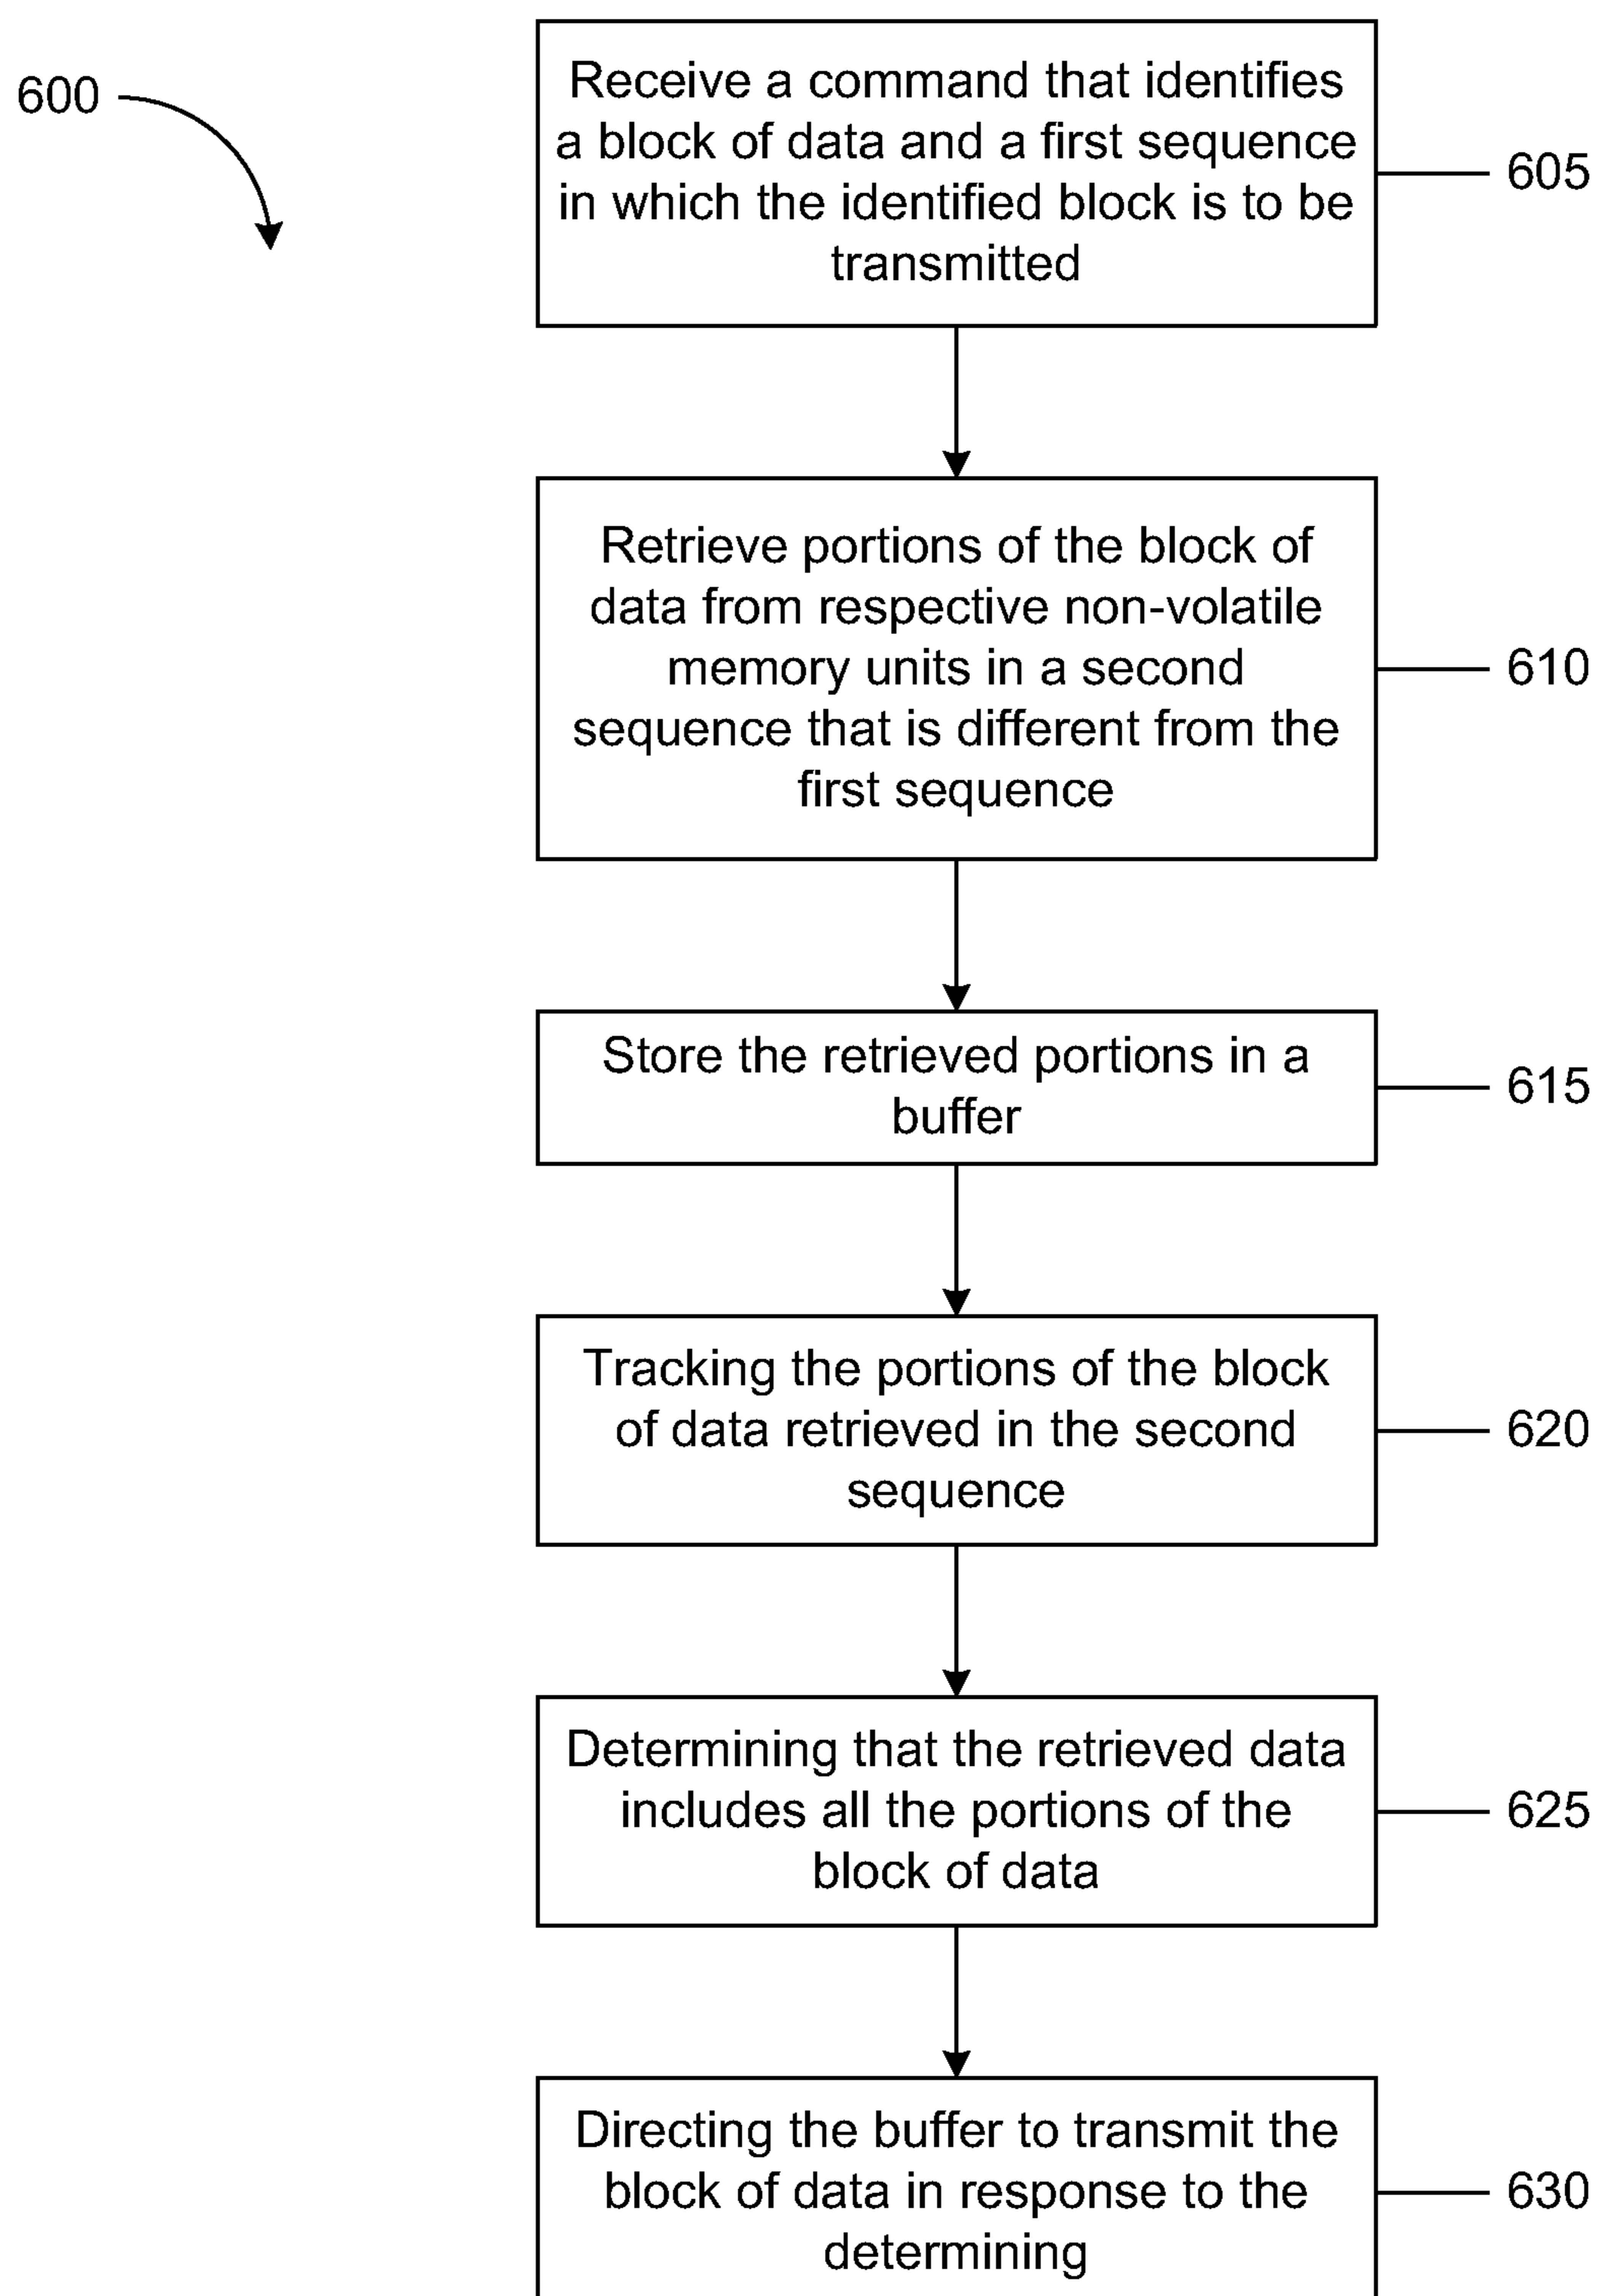 600
Receive a command that identifies
a block of data and a first sequence
in which the identified block is to be
transmitted
605
Retrieve portions of the block of
data from respective non-volatile
memory units in a second
sequence that is different from the
first sequence
610
Store the retrieved portions in a
buffer
615
Tracking the portions of the block
of data retrieved in the second
sequence
620
Determining that the retrieved data
includes all the portions of the
block of data
625
Directing the buffer to transmit the
block of data in response to the
determining
630